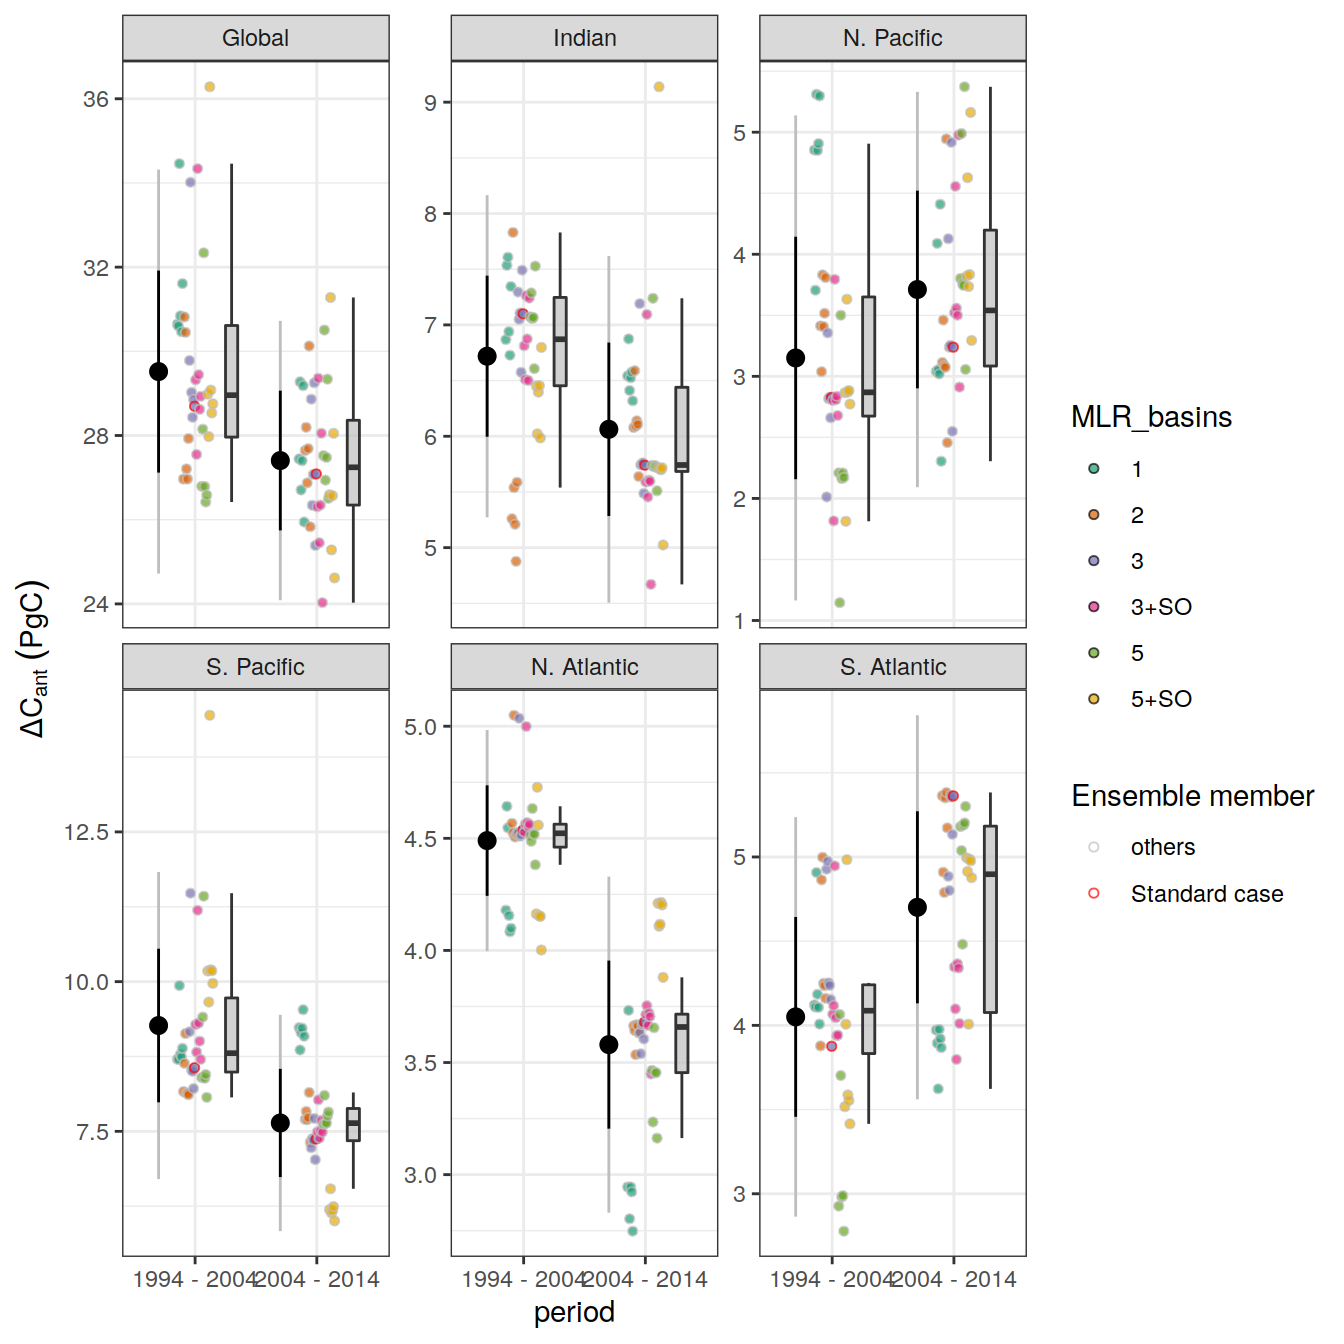 Global
Indian
N. Pacific
36
32
28
24
9
8
7
6
5
5
4
3
2
1
S. Pacific
N. Atlantic
S. Atlantic
12.5
10.0
7.5
5.0
4.5
4.0
3.5
3.0
5
4
3
1994 - 2004
2004 - 2014
1994 - 2004
2004 - 2014
1994 - 2004
2004 - 2014
period
ΔCant (PgC)
MLR_basins
1
2
3
3+SO
5
5+SO
Ensemble member
others
Standard case